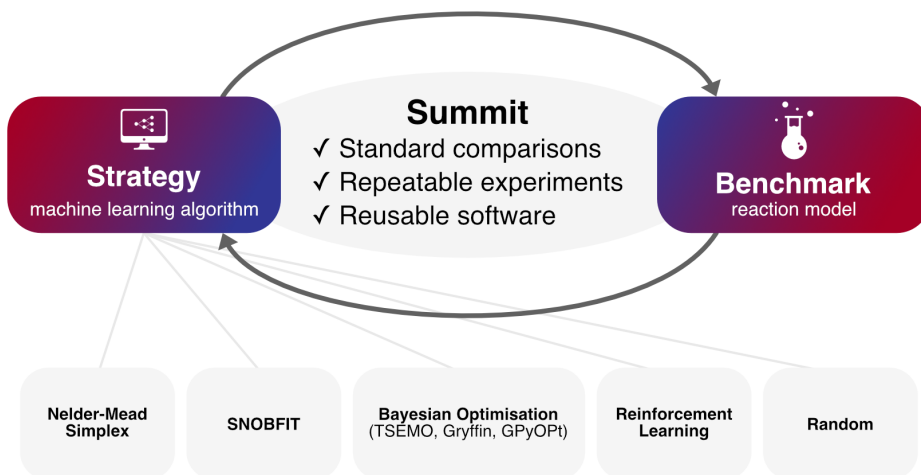 Summit
✓ Standard comparisons
✓ Repeatable experiments
✓ Reusable software
Strategy
machine learning algorithm
Benchmark
reaction model
Nelder-Mead
Simplex
SNOBFIT
Bayesian Optimisation
(TSEMO, Gryffin, GPyOPt)
Reinforcement
Learning
Random